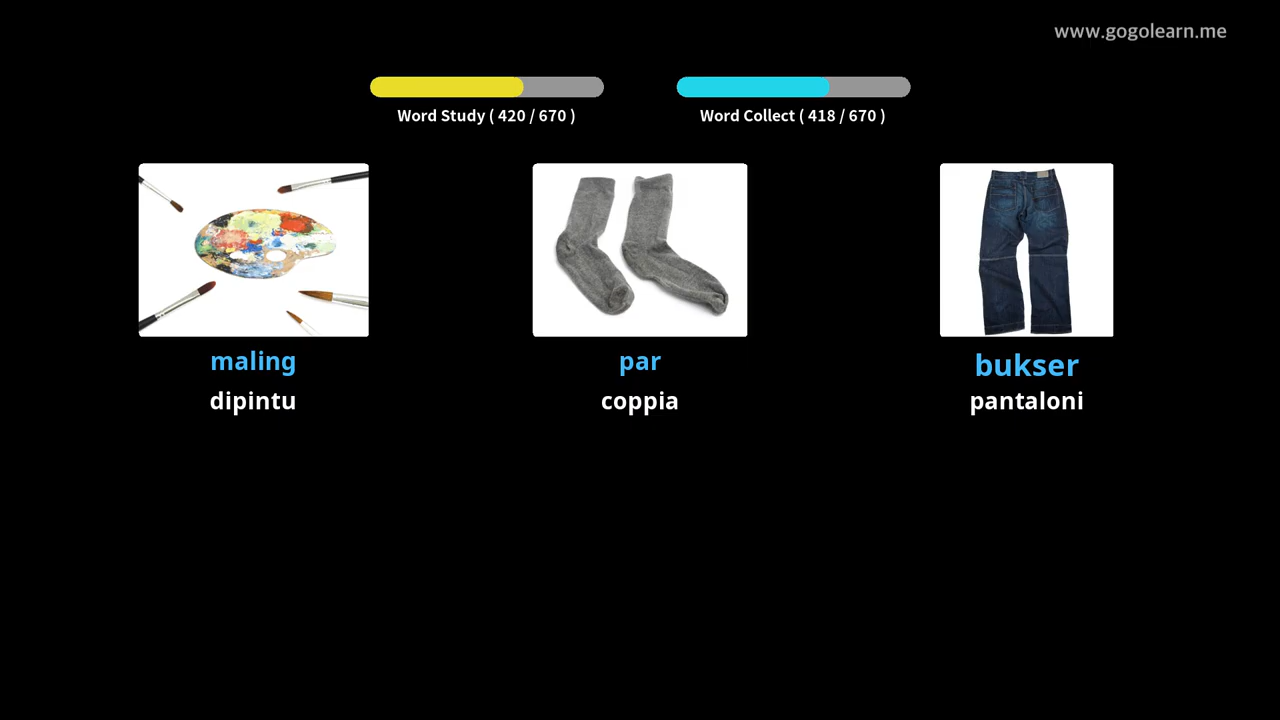 www.gogolearn.me
Word Study ( 420 / 670 )
Word Collect ( 418 / 670 )
maling
dipintu
par
coppia
bukser
pantaloni